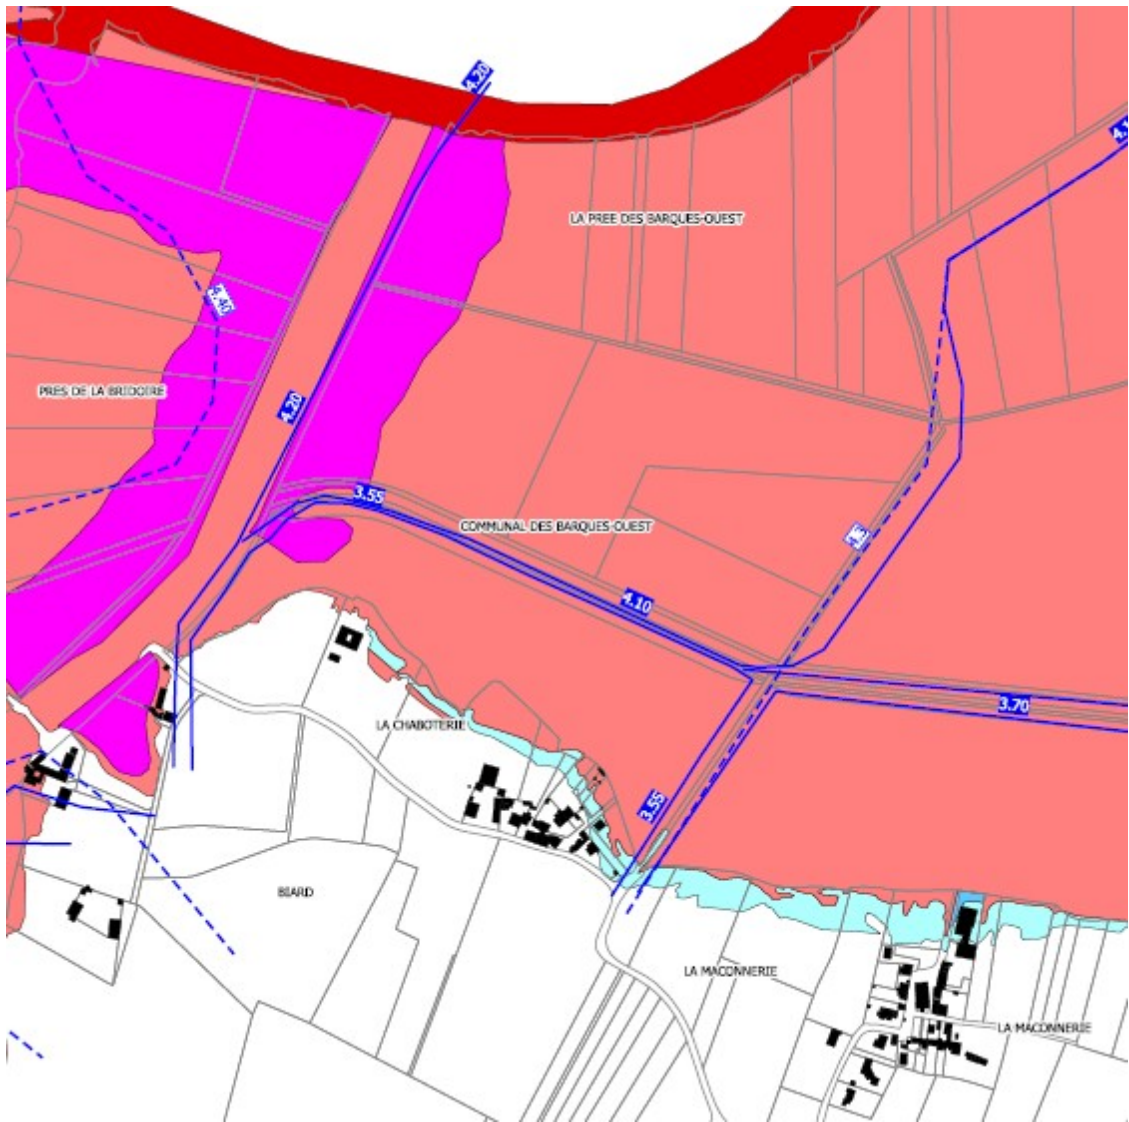 4.20
4.1
LA PREE DES BARQUES-OUEST
4.40
PRES DE LA BRIDOIRE
4.20
3.55
COMMUNAL DES BARQUES-OUEST
4.10
3.70
LA CHABOTERIE
3.55
BIARD
LA MACONNERIE
LA MACONNERIE